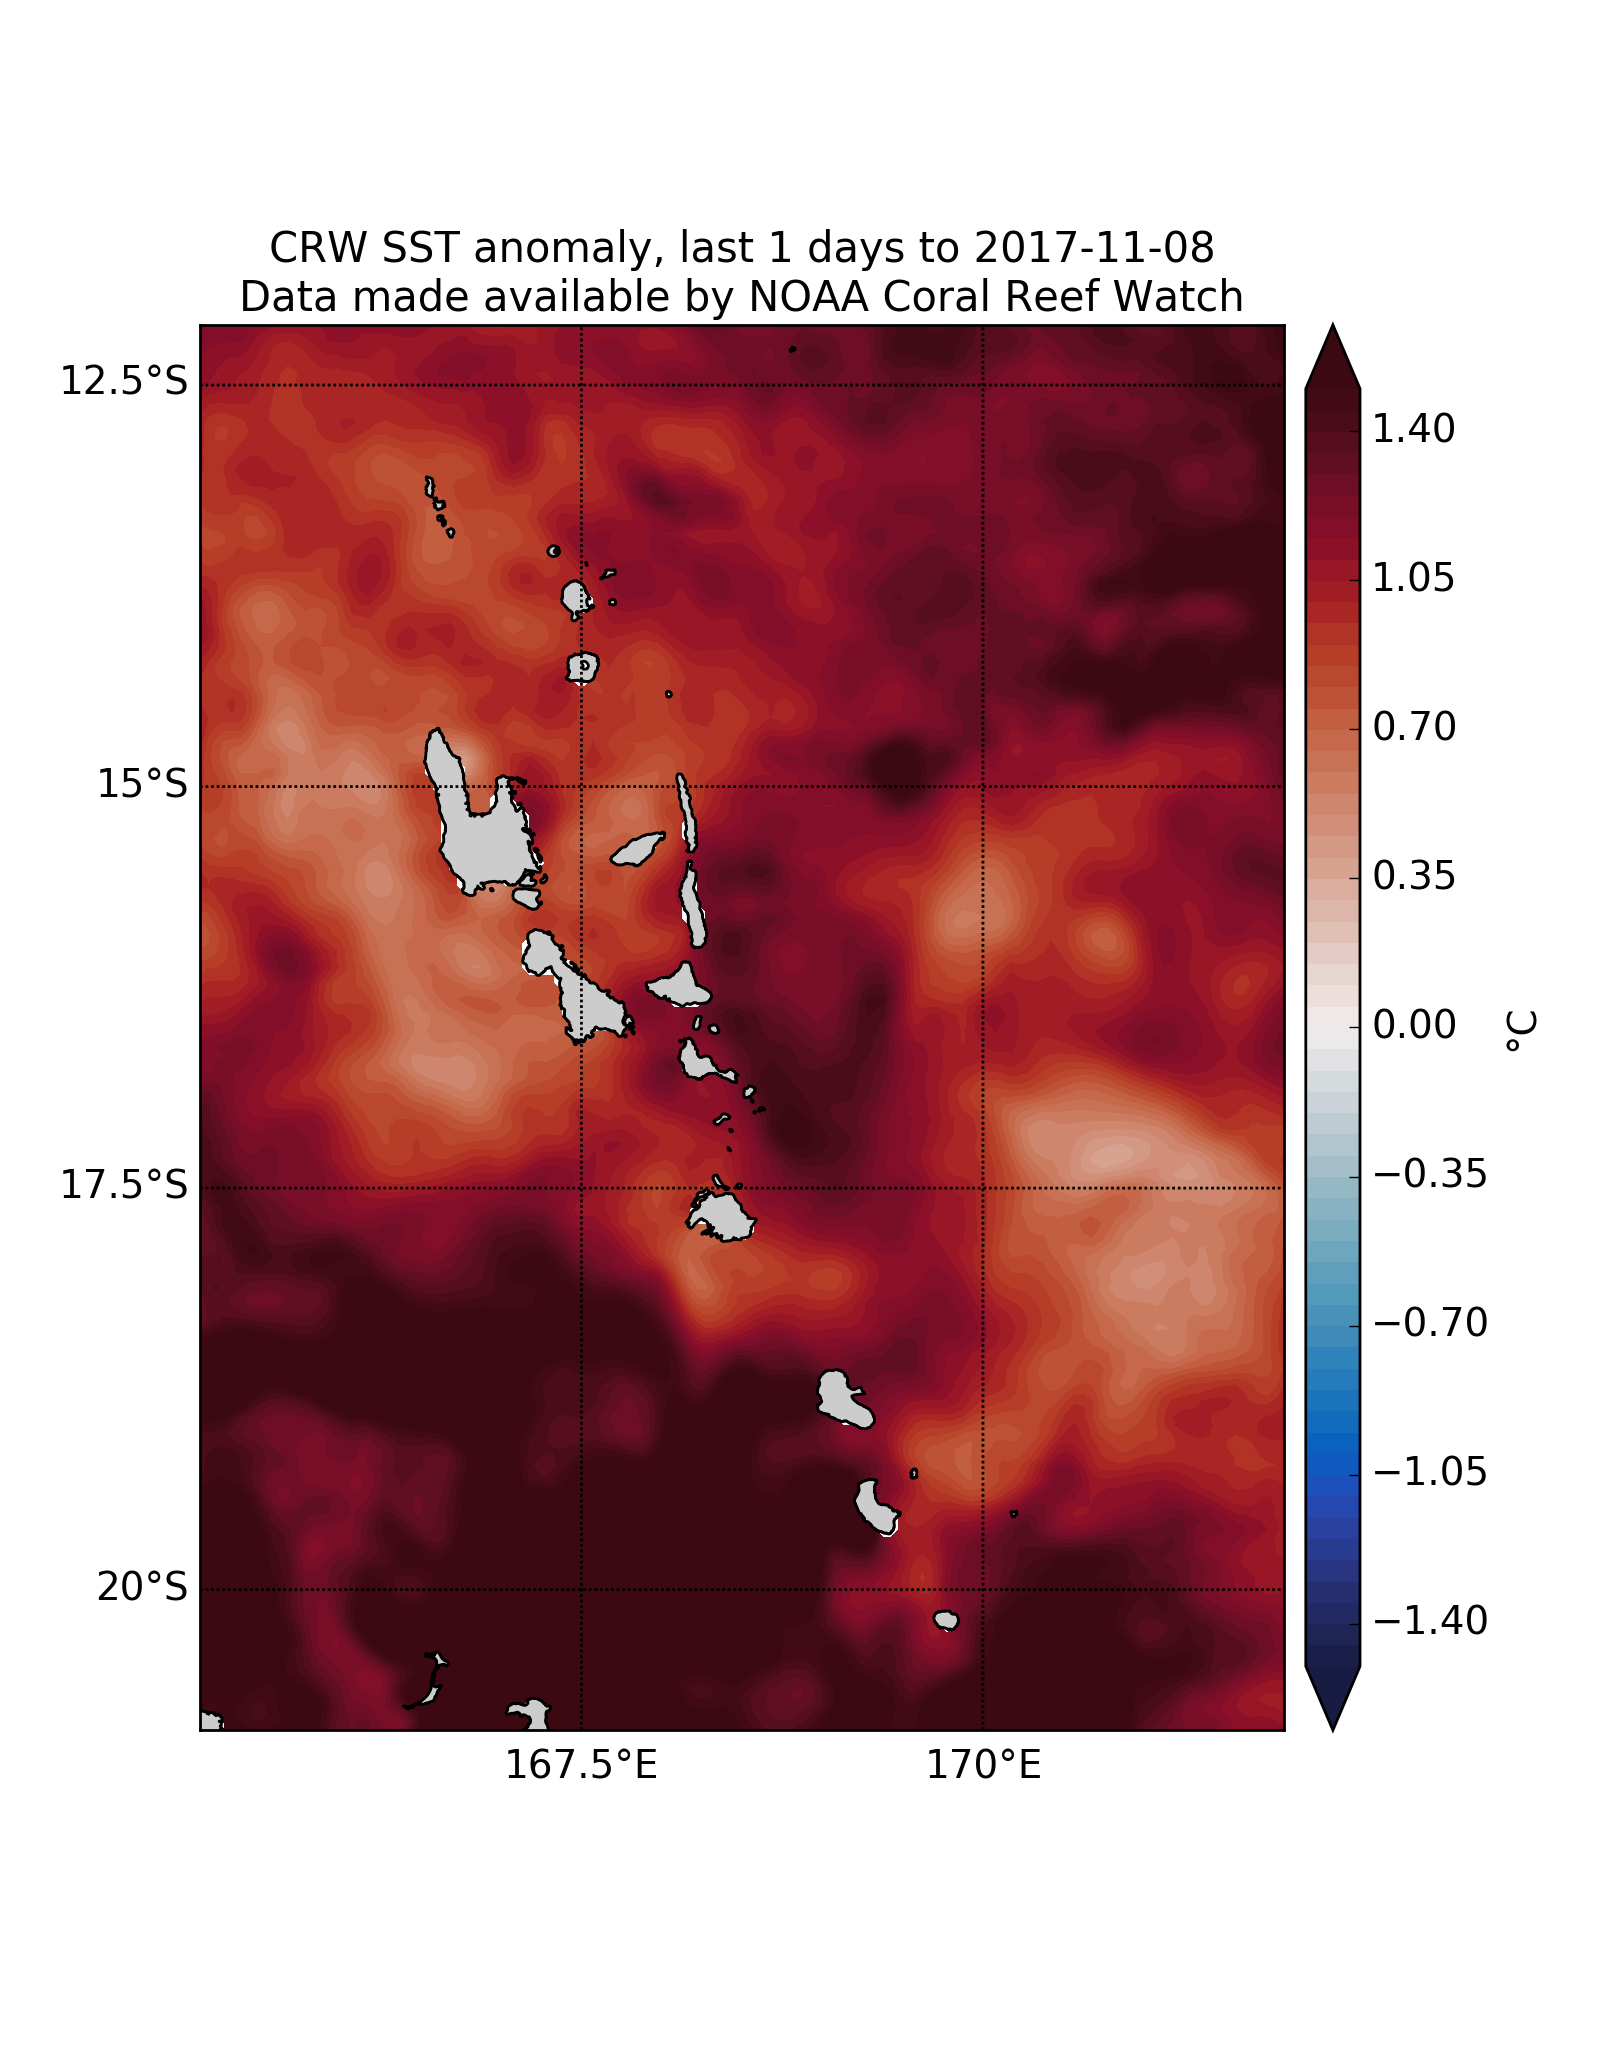 CRW SST anomaly, last 1 days to 2017-11-08
Data made available by NOAA Coral Reef Watch
12.5°S
15°S
17.5°S
20°S
167.5°E
170°E
1.40
1.05
0.70
0.35
0.00
−0.35
−0.70
−1.05
−1.40
°C